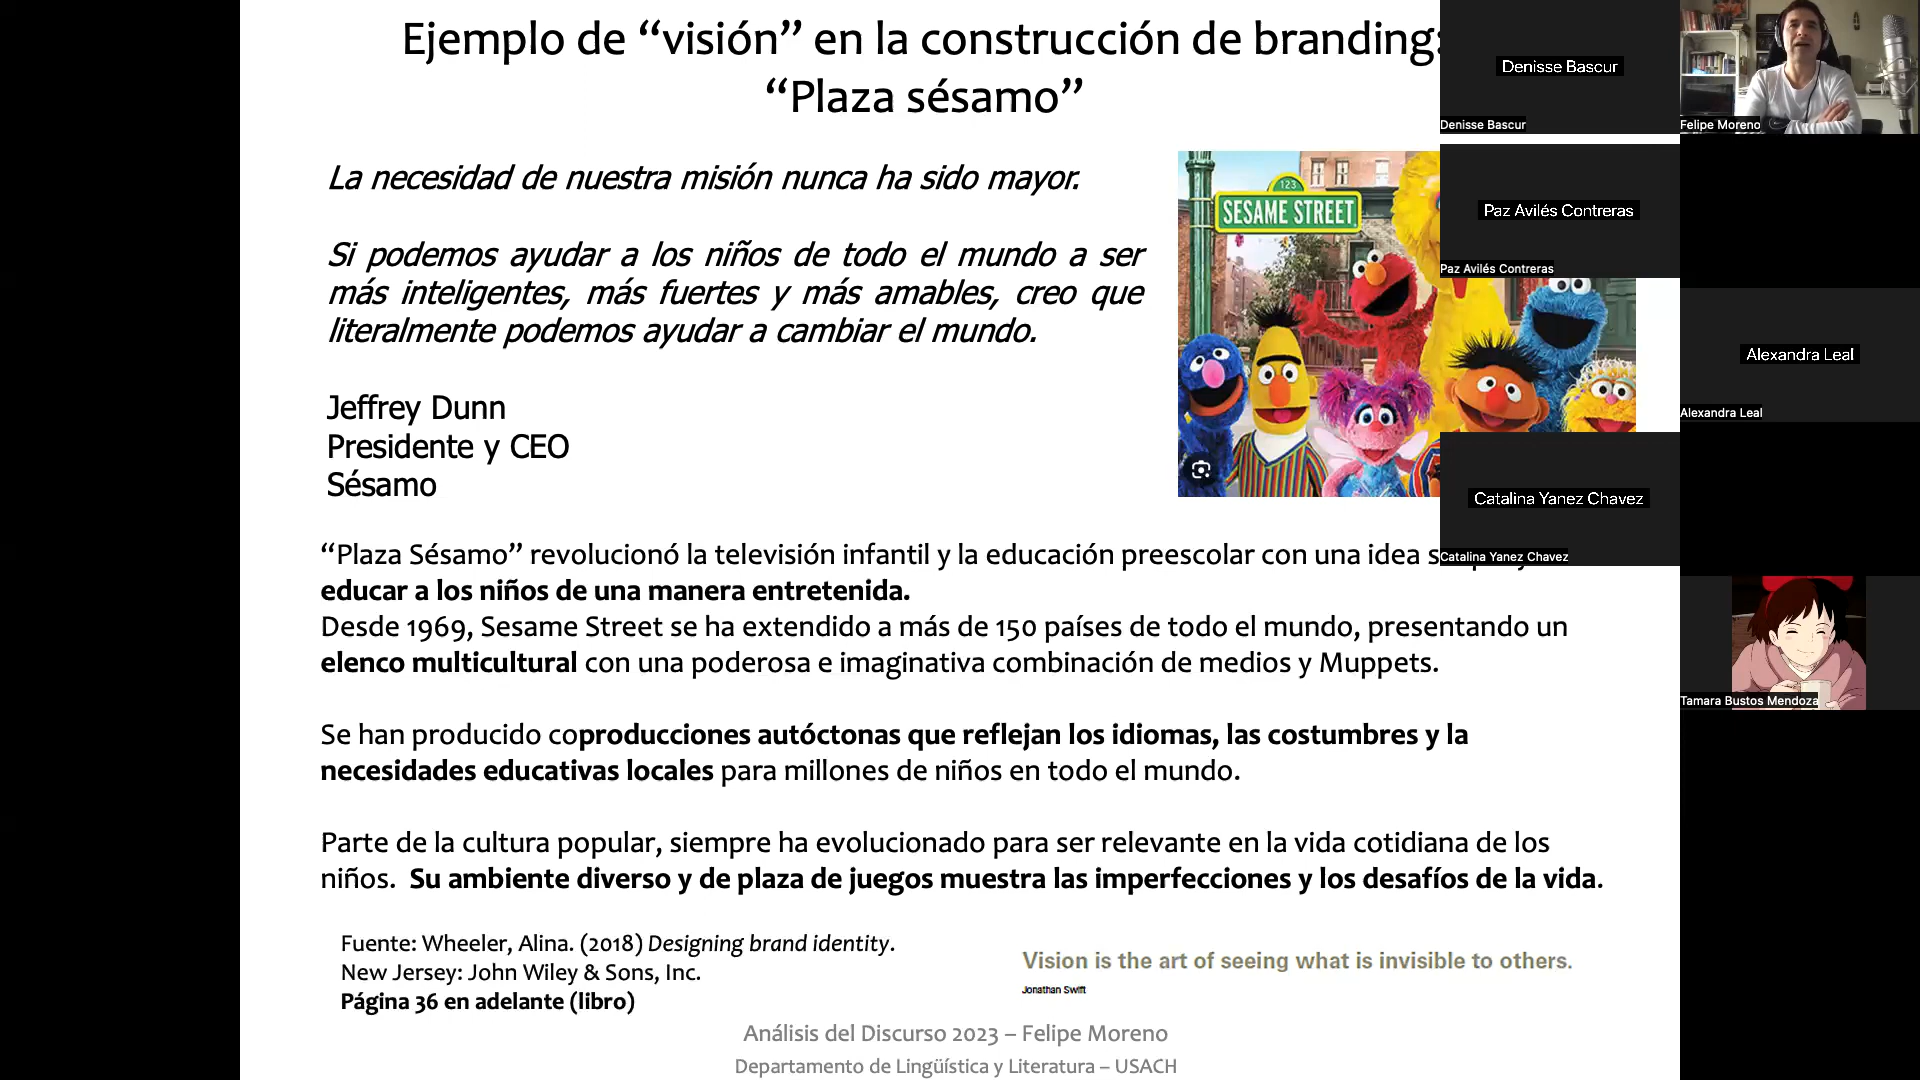 Ejemplo de “visión” en la construcción de branding:
“Plaza sésamo”
La necesidad de nuestra misión nunca ha sido mayor.
Si podemos ayudar a los niños de todo el mundo a ser
más inteligentes, más fuertes y más amables, creo que
literalmente podemos ayudar a cambiar el mundo.
Jeffrey Dunn
Presidente y CEO
Sésamo
123
SESAME STREET
“Plaza Sésamo” revolucionó la televisión infantil y la educación preescolar con una idea
educar a los niños de una manera entretenida.
Desde 1969, Sesame Street se ha extendido a más de 150 países de todo el mundo, presentando un
elenco multicultural con una poderosa e imaginativa combinación de medios y Muppets.
Se han producido coproducciones autóctonas que reflejan los idiomas, las costumbres y la
necesidades educativas locales para millones de niños en todo el mundo.
Parte de la cultura popular, siempre ha evolucionado para ser relevante en la vida cotidiana de los
niños. Su ambiente diverso y de plaza de juegos muestra las imperfecciones y los desafíos de la vida.
Fuente: Wheeler, Alina. (2018) Designing brand identity.
New Jersey: John Wiley & Sons, Inc.
Página 36 en adelante (libro)
Vision is the art of seeing what is invisible to others.
Jonathan Swift
Análisis del Discurso 2023 – Felipe Moreno
Departamento de Lingüística y Literatura – USACH
Denisse Bascur
Denisse Bascur
Felipe Moreno
Paz Avilés Contreras
Paz Avilés Contreras
Alexandra Leal
Alexandra Leal
Catalina Yanez Chavez
Catalina Yanez Chavez
Tamara Bustos Mendoza